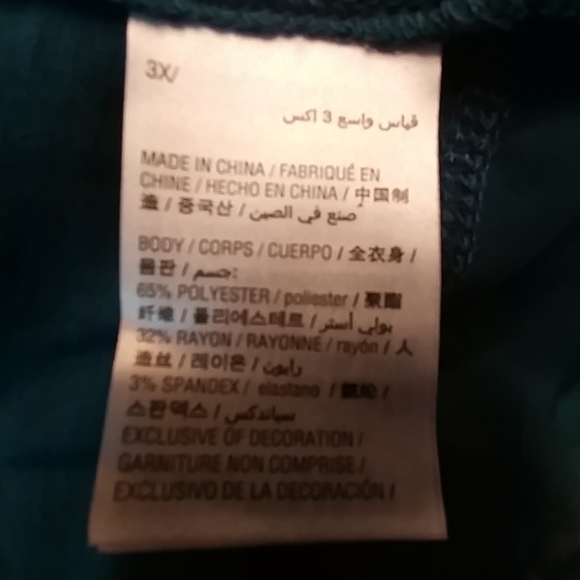 3X/
قياس واسع 3 اكس
MADE IN CHINA / FABRIQUÉ EN
CHINE / HECHO EN CHINA / 中国制
造 / 중국산 / صنع في الصين
BODY / CORPS / CUERPO / 全衣身 /
몸판 / جسم:
65% POLYESTER / poliester / 聚酯
纤维 / 폴리에스테르 / بولي أستر
32% RAYON / RAYONNE / rayón / 人
造丝 / 레이온 / رايون
3% SPANDEX / elastano / 氨纶 /
스판덱스 / سباندكس
EXCLUSIVE OF DECORATION /
GARNITURE NON COMPRISE /
EXCLUSIVO DE LA DECORACIÓN /